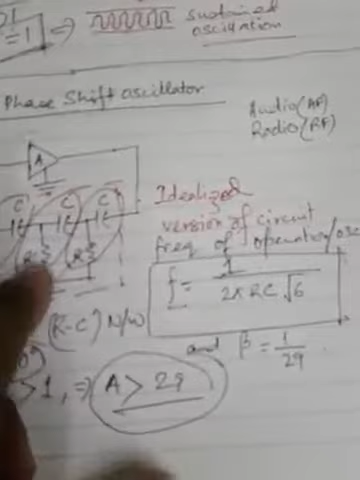 = 1 ⇒ sustained
oscillation
Phase Shift Oscillator
Audio (AF)
Radio (RF)
A
C C C
R R
Idealized
version of circuit
freq of operation/osc
f = 1 / 2π RC √6
(R-C) N/W
and β = 1/29
> 1, ⇒ A > 29